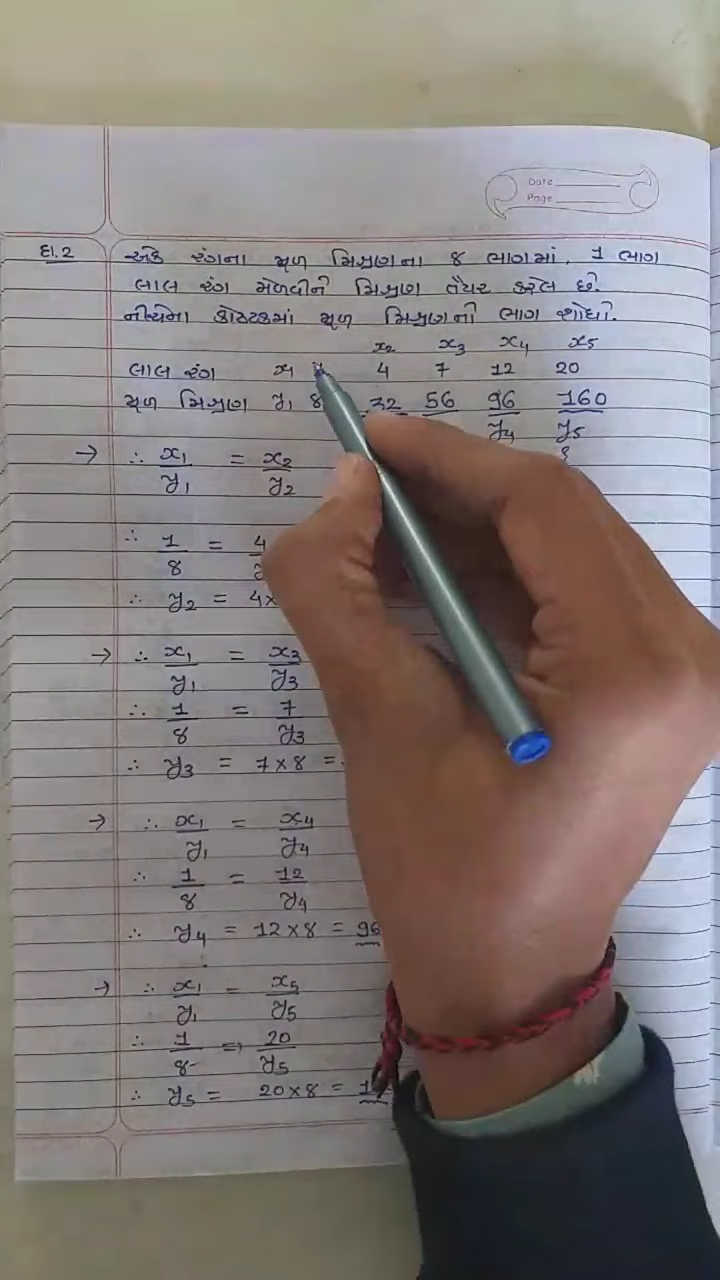 Date
Page
દા.2 એક રંગના મૂળ મિશ્રણના 8 ભાગમાં, 1 ભાગ
લાલ રંગ મેળવીને મિશ્રણ તૈયર કરેલ છે.
નીચેના કોષ્ટકમાં મૂળ મિશ્રણની ભાગ શોધો.
x₂ x₃ x₄ x₅
લાલ રંગ x₁ 4 7 12 20
મૂળ મિશ્રણ y₁ 8 32 56 96 160
y₄ y₅
→ ∴ x₁/y₁ = x₂/y₂
∴ 1/8 = 4
∴ y₂ = 4×
→ ∴ x₁/y₁ = x₃/y₃
∴ 1/8 = 7/y₃
∴ y₃ = 7×8 =
→ ∴ x₁/y₁ = x₄/y₄
∴ 1/8 = 12/y₄
∴ y₄ = 12×8 = 96
→ ∴ x₁/y₁ = x₅/y₅
∴ 1/8 = 20/y₅
∴ y₅ = 20×8 =